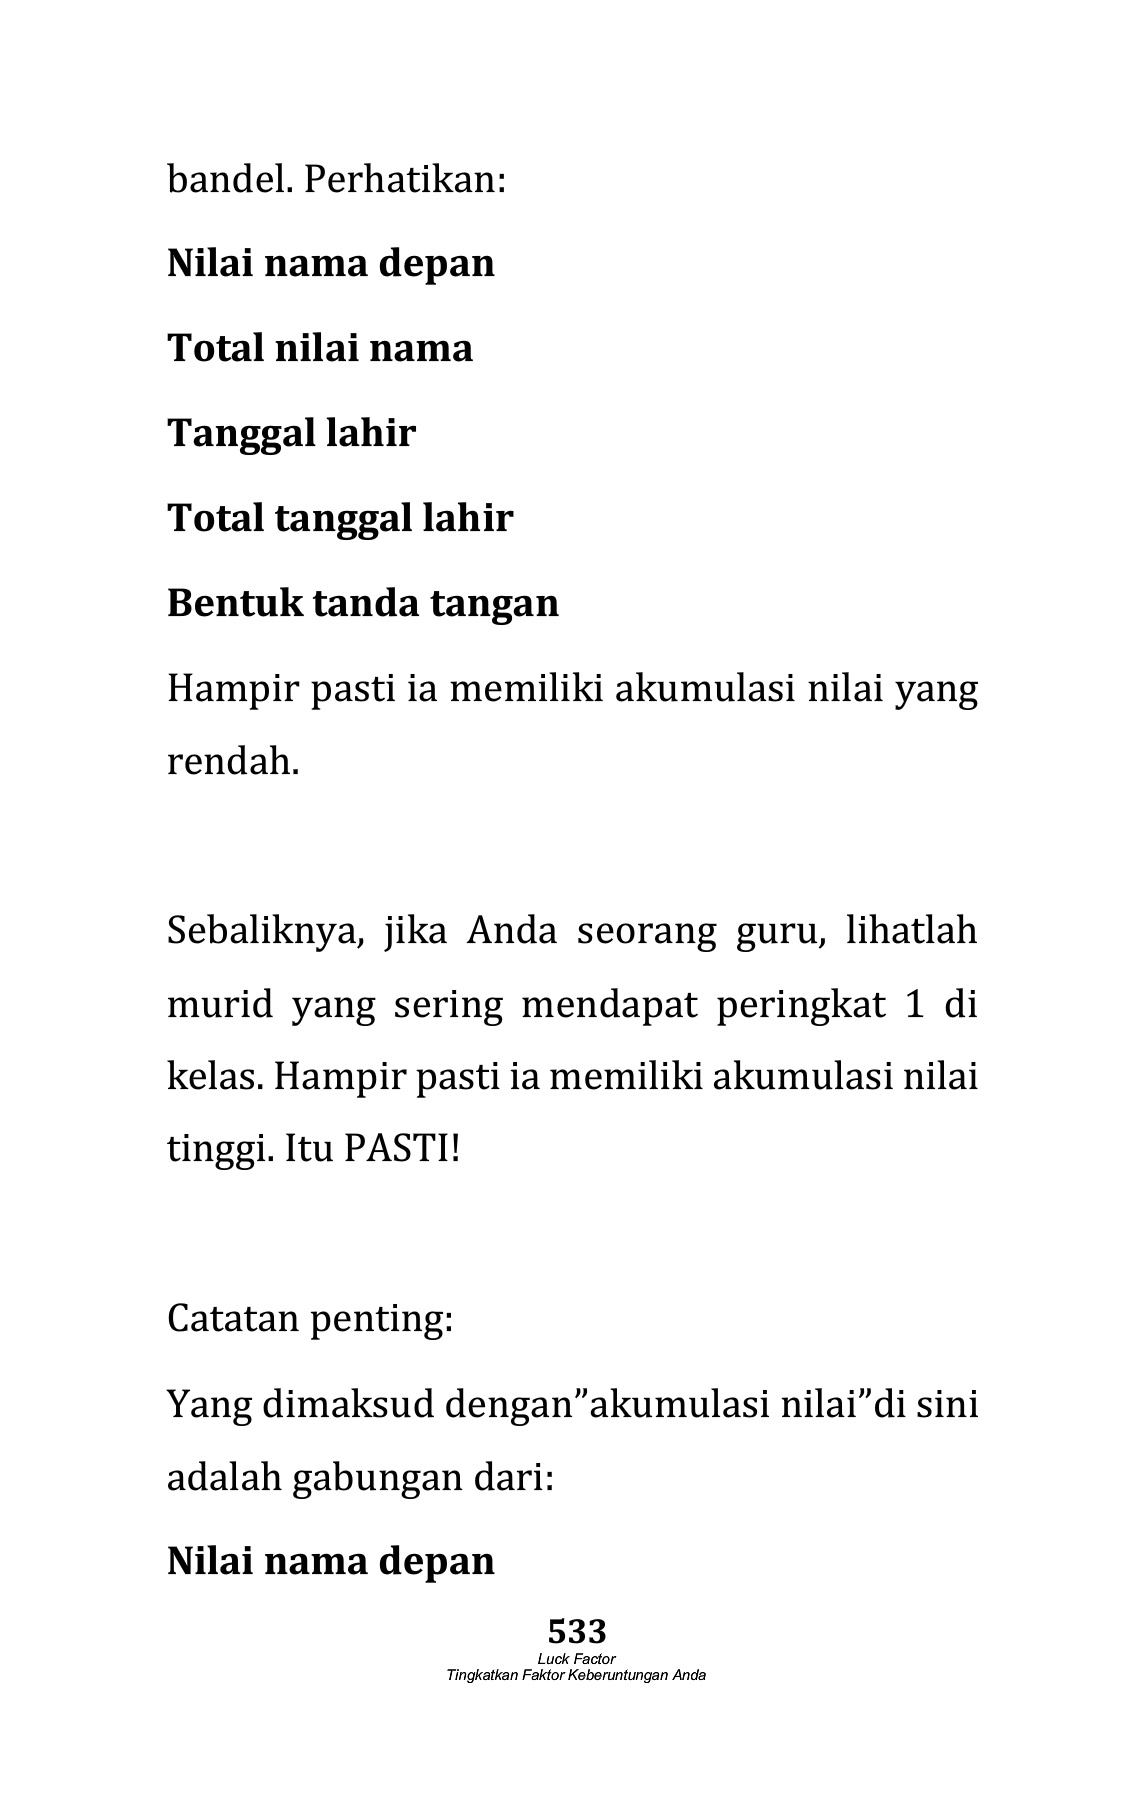 bandel. Perhatikan:
Nilai nama depan
Total nilai nama
Tanggal lahir
Total tanggal lahir
Bentuk tanda tangan
Hampir pasti ia memiliki akumulasi nilai yang
rendah.
Sebaliknya, jika Anda seorang guru, lihatlah
murid yang sering mendapat peringkat 1 di
kelas. Hampir pasti ia memiliki akumulasi nilai
tinggi. Itu PASTI!
Catatan penting:
Yang dimaksud dengan”akumulasi nilai”di sini
adalah gabungan dari:
Nilai nama depan
533
Luck Factor
Tingkatkan Faktor Keberuntungan Anda